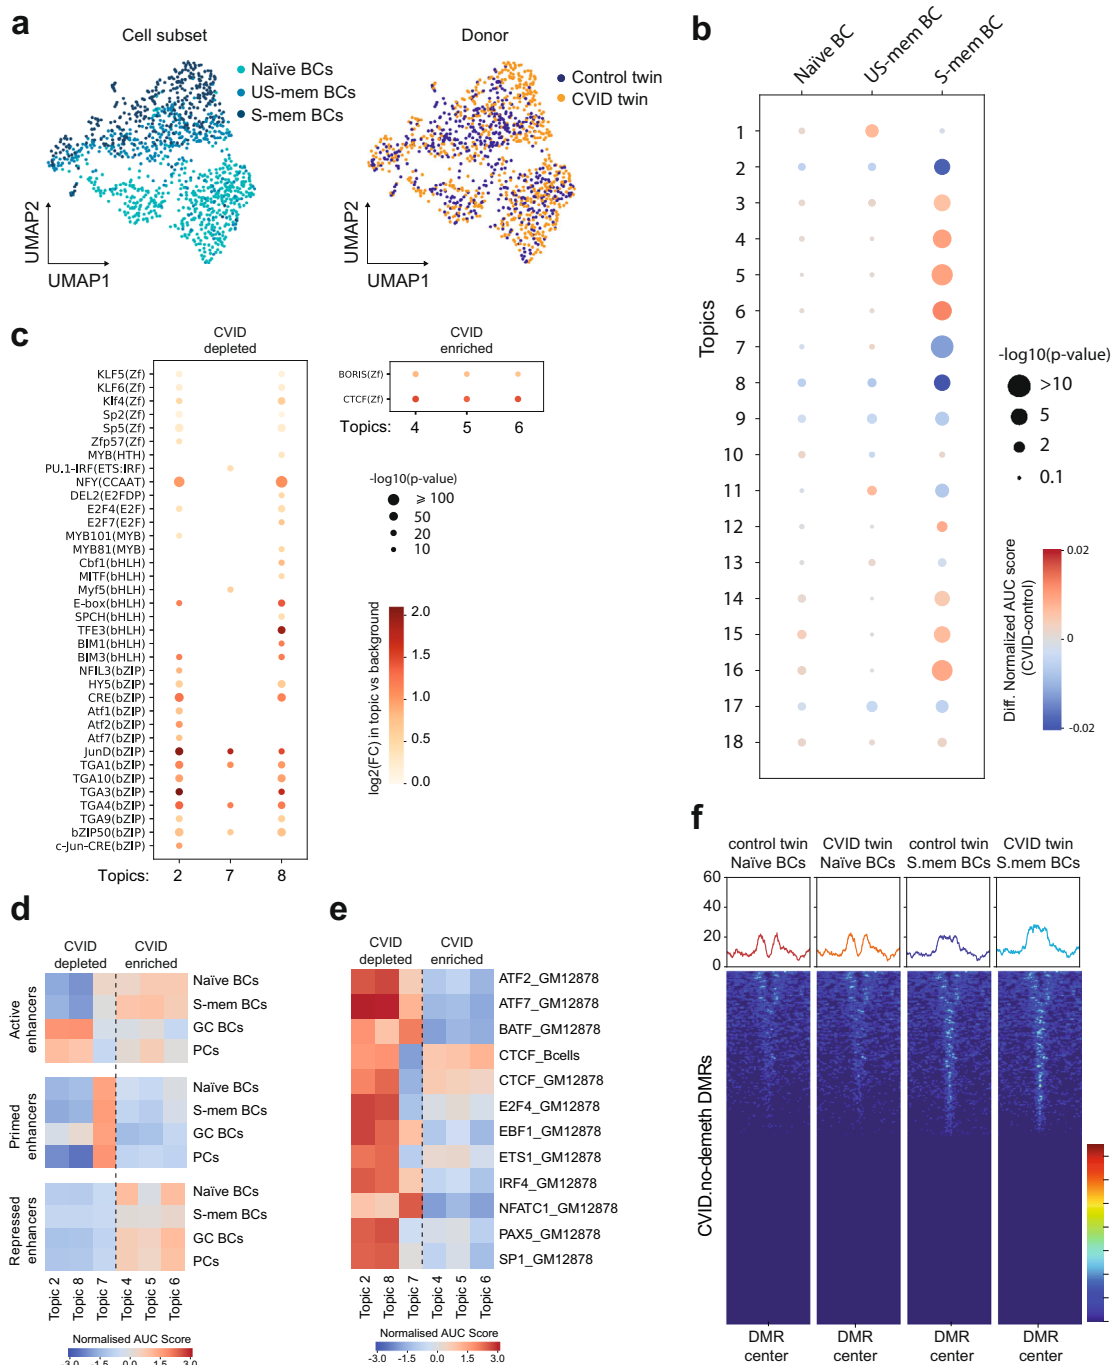 a
Cell subset
Naïve BCs
US-mem BCs
S-mem BCs
UMAP2
UMAP1
Donor
Control twin
CVID twin
UMAP2
UMAP1
b
Naïve BC
US-mem BC
S-mem BC
Topics
1
2
3
4
5
6
7
8
9
10
11
12
13
14
15
16
17
18
-log10(p-value)
>10
5
2
0.1
Diff. Normalized AUC score
(CVID-control)
0.02
0
-0.02
c
CVID
depleted
KLF5(Zf)
KLF6(Zf)
Klf4(Zf)
Sp2(Zf)
Sp5(Zf)
Zfp57(Zf)
MYB(HTH)
PU.1-IRF(ETS:IRF)
NFY(CCAAT)
DEL2(E2FDP)
E2F4(E2F)
E2F7(E2F)
MYB101(MYB)
MYB81(MYB)
Cbf1(bHLH)
MITF(bHLH)
Myf5(bHLH)
E-box(bHLH)
SPCH(bHLH)
TFE3(bHLH)
BIM1(bHLH)
BIM3(bHLH)
NFIL3(bZIP)
HY5(bZIP)
CRE(bZIP)
Atf1(bZIP)
Atf2(bZIP)
Atf7(bZIP)
JunD(bZIP)
TGA1(bZIP)
TGA10(bZIP)
TGA3(bZIP)
TGA4(bZIP)
TGA9(bZIP)
bZIP50(bZIP)
c-Jun-CRE(bZIP)
Topics: 2 7 8
CVID
enriched
BORIS(Zf)
CTCF(Zf)
Topics: 4 5 6
-log10(p-value)
⩾ 100
50
20
10
log2(FC) in topic vs background
2.0
1.5
1.0
0.5
0.0
d
CVID
depleted
CVID
enriched
Active
enhancers
Naïve BCs
S-mem BCs
GC BCs
PCs
Primed
enhancers
Naïve BCs
S-mem BCs
GC BCs
PCs
Repressed
enhancers
Naïve BCs
S-mem BCs
GC BCs
PCs
Topic 2
Topic 8
Topic 7
Topic 4
Topic 5
Topic 6
Normalised AUC Score
-3.0 -1.5 0 1.5 3.0
e
CVID
depleted
CVID
enriched
ATF2_GM12878
ATF7_GM12878
BATF_GM12878
CTCF_Bcells
CTCF_GM12878
E2F4_GM12878
EBF1_GM12878
ETS1_GM12878
IRF4_GM12878
NFATC1_GM12878
PAX5_GM12878
SP1_GM12878
Topic 2
Topic 8
Topic 7
Topic 4
Topic 5
Topic 6
Normalised AUC Score
-3.0 -1.5 0 1.5 3.0
f
control twin
Naïve BCs
CVID twin
Naïve BCs
control twin
S.mem BCs
CVID twin
S.mem BCs
60
40
20
0
CVID.no-demeth DMRs
DMR
center
DMR
center
DMR
center
DMR
center